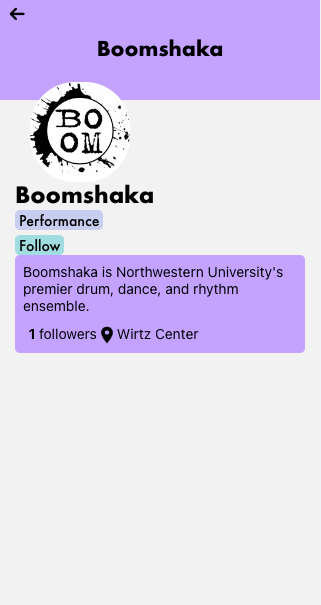 Boomshaka
BO
OM
Boomshaka
Performance
Follow
Boomshaka is Northwestern University's
premier drum, dance, and rhythm
ensemble.
1 followers Wirtz Center